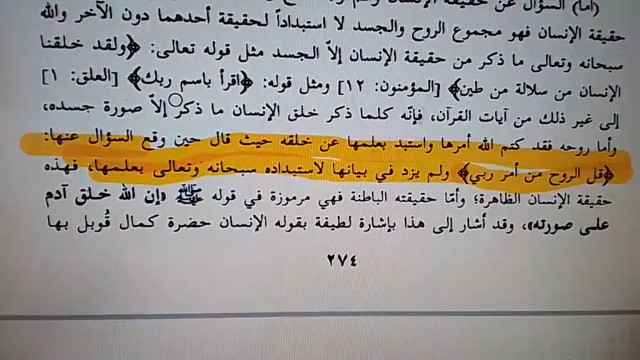 (أما) السؤال عن حقيقة الإنسان
حقيقة الإنسان فهو مجموع الروح والجسد لا استبداداً لحقيقة أحدهما دون الآخر والله
سبحانه وتعالى ما ذكر من حقيقة الإنسان إلاّ الجسد مثل قوله تعالى: ﴿ولقد خلقنا
الإنسان من سلالة من طين﴾ [المؤمنون: ١٢] ومثل قوله: ﴿اقرأ باسم ربك﴾ [العلق: ١]
إلى غير ذلك من آيات القرآن، فإنّه كلما ذكر خلق الإنسان ما ذكر إلاّ صورة جسده،
وأما روحه فقد كتم الله أمرها واستبد بعلمها عن خلقه حيث قال حين وقع السؤال عنها:
﴿قل الروح من أمر ربي﴾ ولم يزد في بيانها لاستبداده سبحانه وتعالى بعلمها، فهذه
حقيقة الإنسان الظاهرة؛ وأمّا حقيقته الباطنة فهي مرموزة في قوله ﷺ «إن الله خلق آدم
على صورته»، وقد أشار إلى هذا بإشارة لطيفة بقوله الإنسان حضرة كمال قُوبل بها
٢٧٤